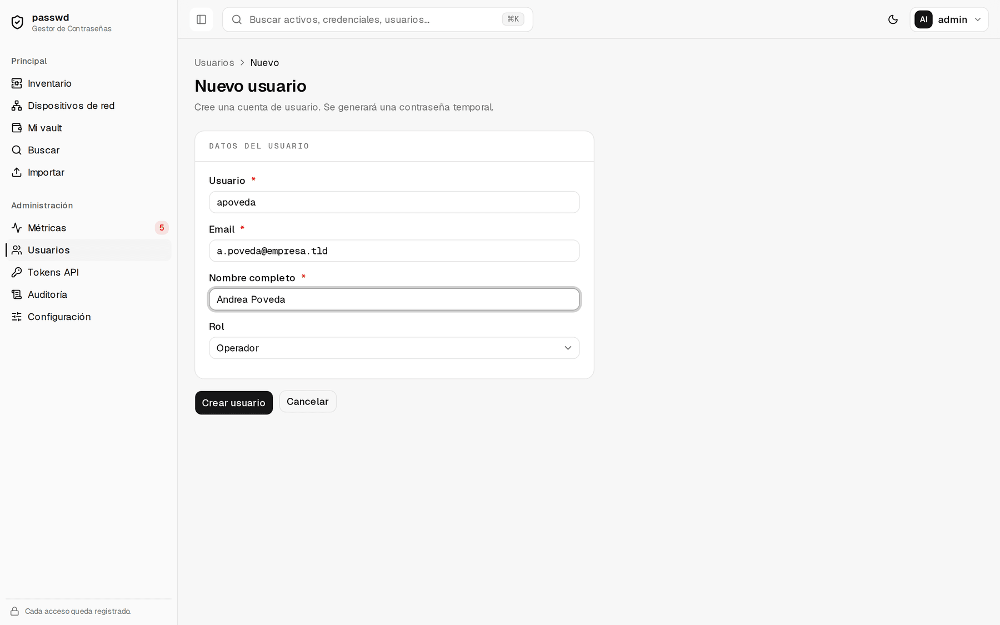 passwd
Gestor de Contraseñas
Principal
Inventario
Dispositivos de red
Mi vault
Buscar
Importar
Administración
Métricas 5
Usuarios
Tokens API
Auditoría
Configuración
Cada acceso queda registrado.
Buscar activos, credenciales, usuarios... ⌘K
AI admin
Usuarios > Nuevo
Nuevo usuario
Cree una cuenta de usuario. Se generará una contraseña temporal.
DATOS DEL USUARIO
Usuario *
apoveda
Email *
a.poveda@empresa.tld
Nombre completo *
Andrea Poveda
Rol
Operador
Crear usuario Cancelar